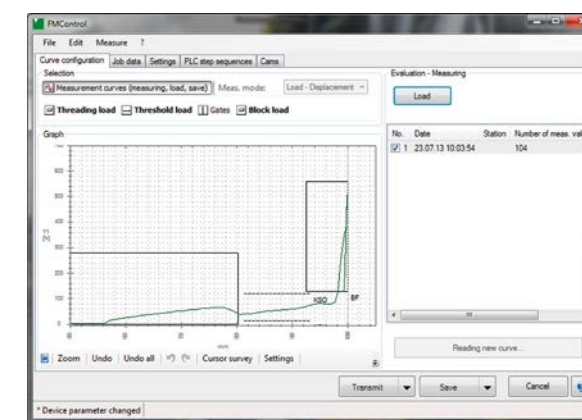 FMControl
File Edit Measure ?
Curve configuration Job data Settings PLC step sequences Cams
Selection
Measurement curves (measuring, load, save) Meas. mode: Load - Displacement
Threading load Threshold load Gates Block load
Evaluation - Measuring
Load
No. Date Station Number of meas. val
1 23.07.13 10:03:54 104
Graph
KSO BF
Zoom Undo Undo all Cursor survey Settings
Reading new curve...
Transmit Save Cancel
* Device parameter changed